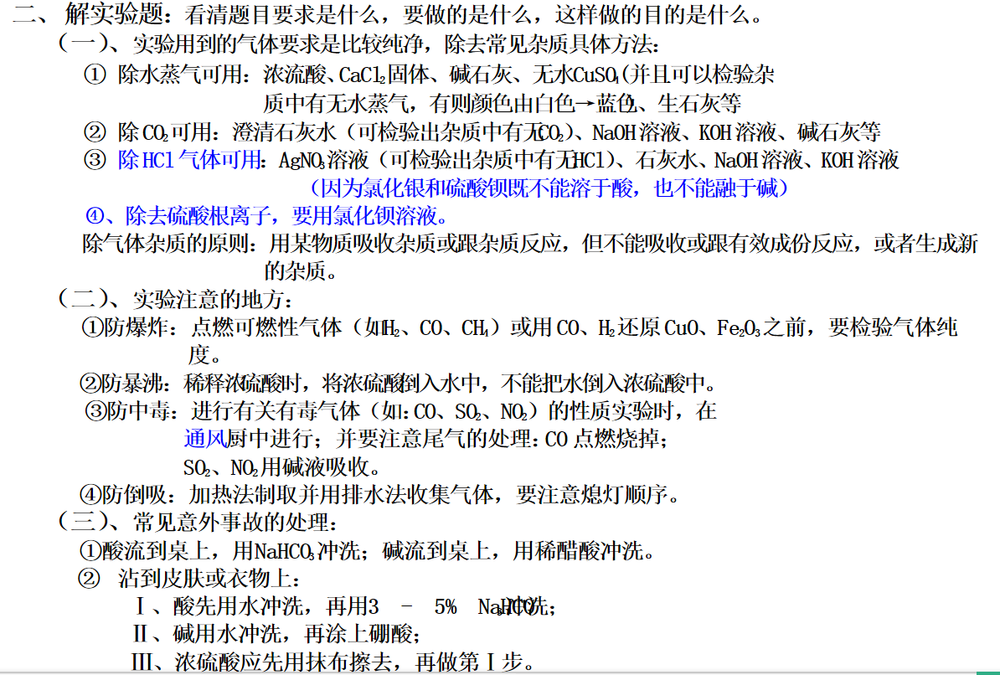 二、 解实验题：看清题目要求是什么，要做的是什么，这样做的目的是什么。
（一）、实验用到的气体要求是比较纯净，除去常见杂质具体方法：
① 除水蒸气可用：浓流酸、CaCl₂固体、碱石灰、无水CuSO₄(并且可以检验杂
质中有无水蒸气，有则颜色由白色→蓝色)、生石灰等
② 除CO₂可用：澄清石灰水（可检验出杂质中有无CO₂）、NaOH溶液、KOH溶液、碱石灰等
③ 除HCl气体可用：AgNO₃溶液（可检验出杂质中有无HCl）、石灰水、NaOH溶液、KOH溶液
（因为氯化银和硫酸钡既不能溶于酸，也不能融于碱）
④、除去硫酸根离子，要用氯化钡溶液。
除气体杂质的原则：用某物质吸收杂质或跟杂质反应，但不能吸收或跟有效成份反应，或者生成新
的杂质。
（二）、实验注意的地方：
①防爆炸：点燃可燃性气体（如H₂、CO、CH₄）或用CO、H₂还原CuO、Fe₂O₃之前，要检验气体纯
度。
②防暴沸：稀释浓硫酸时，将浓硫酸倒入水中，不能把水倒入浓硫酸中。
③防中毒：进行有关有毒气体（如：CO、SO₂、NO₂）的性质实验时，在
通风厨中进行；并要注意尾气的处理：CO点燃烧掉；
SO₂、NO₂用碱液吸收。
④防倒吸：加热法制取并用排水法收集气体，要注意熄灯顺序。
（三）、常见意外事故的处理：
①酸流到桌上，用NaHCO₃冲洗；碱流到桌上，用稀醋酸冲洗。
② 沾到皮肤或衣物上：
Ⅰ、酸先用水冲洗，再用3 - 5% NaHCO₃冲洗；
Ⅱ、碱用水冲洗，再涂上硼酸；
Ⅲ、浓硫酸应先用抹布擦去，再做第Ⅰ步。